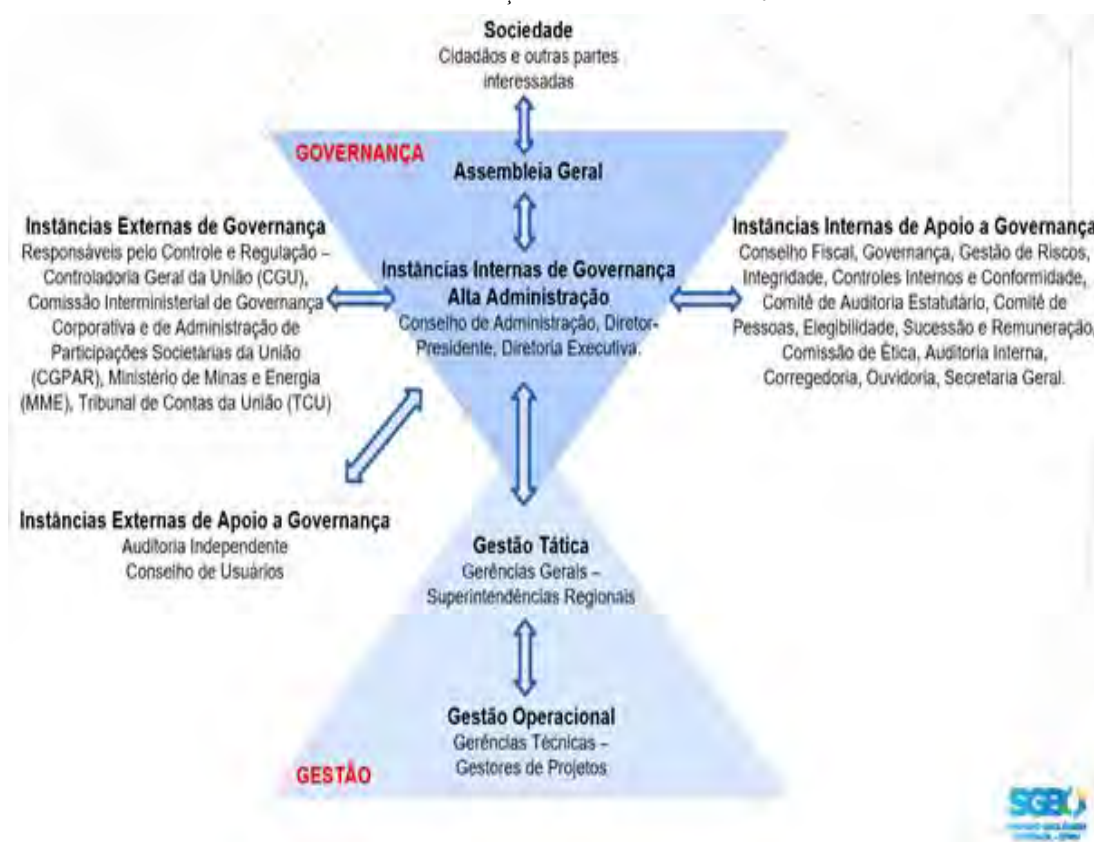 Sociedade
Cidadãos e outras partes
interessadas
GOVERNANÇA
Assembleia Geral
Instâncias Externas de Governança
Responsáveis pelo Controle e Regulação –
Controladoria Geral da União (CGU),
Comissão Interministerial de Governança
Corporativa e de Administração de
Participações Societárias da União
(CGPAR), Ministério de Minas e Energia
(MME), Tribunal de Contas da União (TCU)
Instâncias Internas de Governança
Alta Administração
Conselho de Administração, Diretor-
Presidente, Diretoria Executiva.
Instâncias Internas de Apoio a Governança
Conselho Fiscal, Governança, Gestão de Riscos,
Integridade, Controles Internos e Conformidade,
Comitê de Auditoria Estatutário, Comitê de
Pessoas, Elegibilidade, Sucessão e Remuneração,
Comissão de Ética, Auditoria Interna,
Corregedoria, Ouvidoria, Secretaria Geral.
Instâncias Externas de Apoio a Governança
Auditoria Independente
Conselho de Usuários
Gestão Tática
Gerências Gerais –
Superintendências Regionais
Gestão Operacional
Gerências Técnicas –
Gestores de Projetos
GESTÃO
SGB